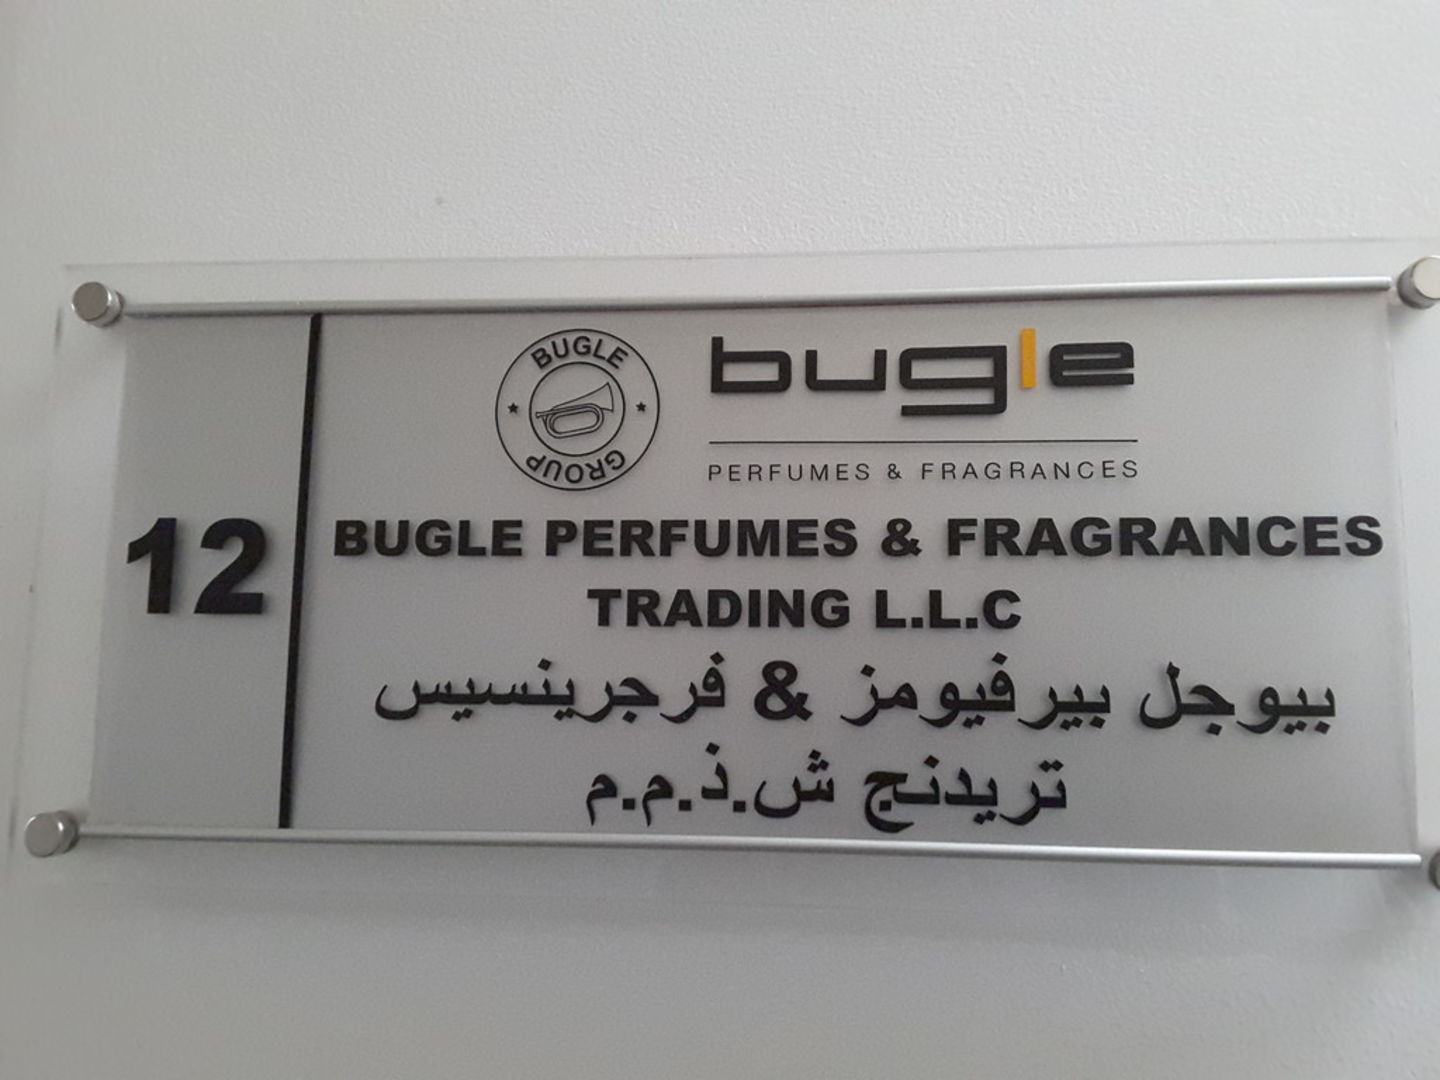 BUGLE
GROUP
bugle
PERFUMES & FRAGRANCES
12
BUGLE PERFUMES & FRAGRANCES
TRADING L.L.C
بيوجل بيرفيومز & فرجرينسيس
تريدنج ش.ذ.م.م